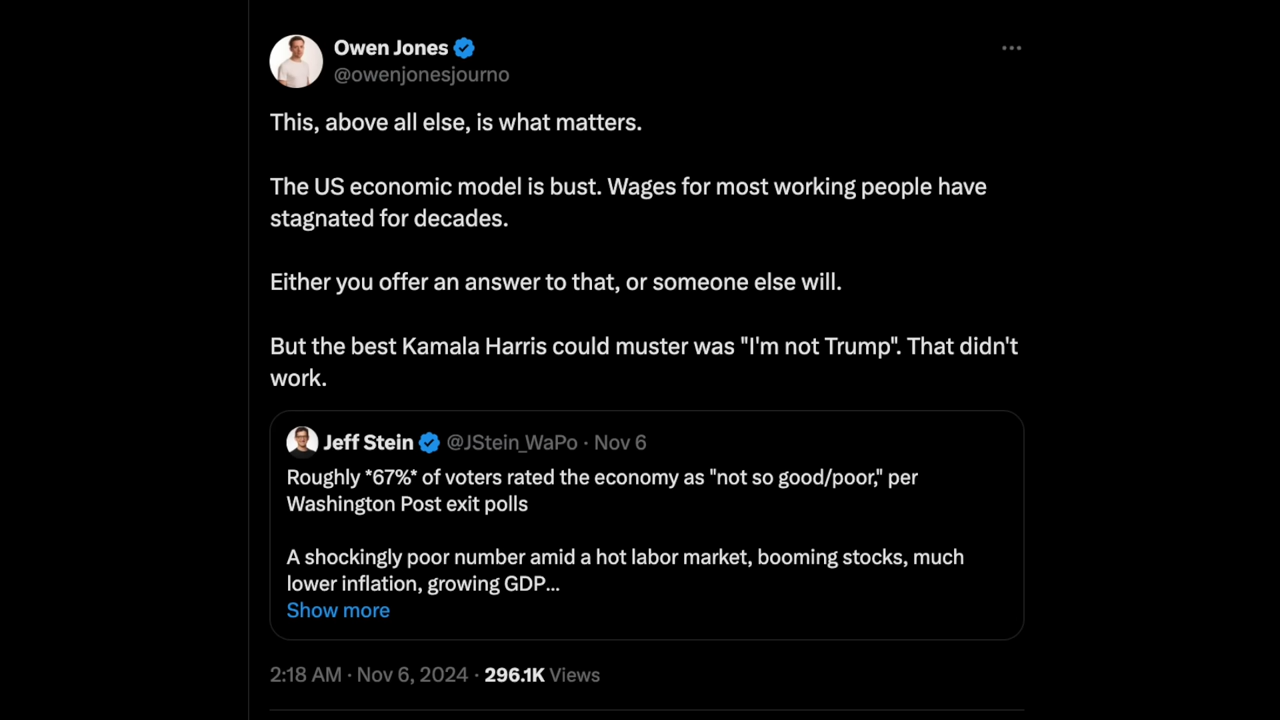 Owen Jones
@owenjonesjourno
This, above all else, is what matters.
The US economic model is bust. Wages for most working people have
stagnated for decades.
Either you offer an answer to that, or someone else will.
But the best Kamala Harris could muster was "I'm not Trump". That didn't
work.
Jeff Stein @JStein_WaPo · Nov 6
Roughly *67%* of voters rated the economy as "not so good/poor," per
Washington Post exit polls
A shockingly poor number amid a hot labor market, booming stocks, much
lower inflation, growing GDP...
Show more
2:18 AM · Nov 6, 2024 · 296.1K Views